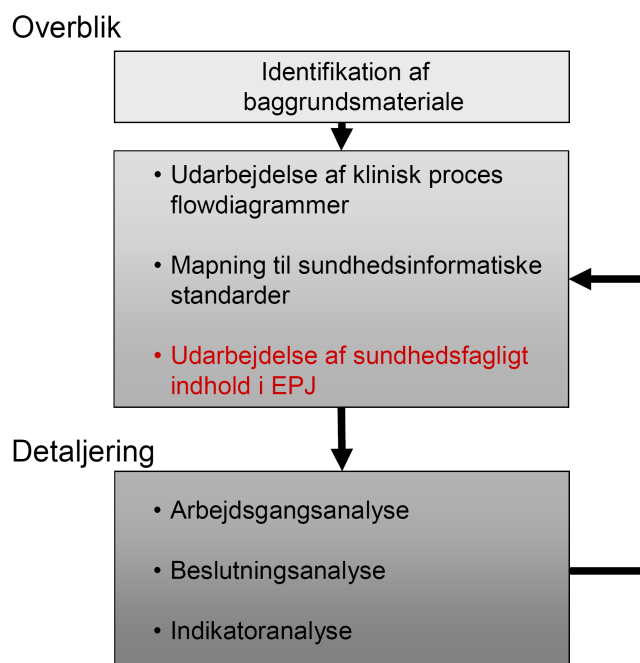 Overblik
Identifikation af
baggrundsmateriale
• Udarbejdelse af klinisk proces
flowdiagrammer
• Mapning til sundhedsinformatiske
standarder
• Udarbejdelse af sundhedsfagligt
indhold i EPJ
Detaljering
• Arbejdsgangsanalyse
• Beslutningsanalyse
• Indikatoranalyse